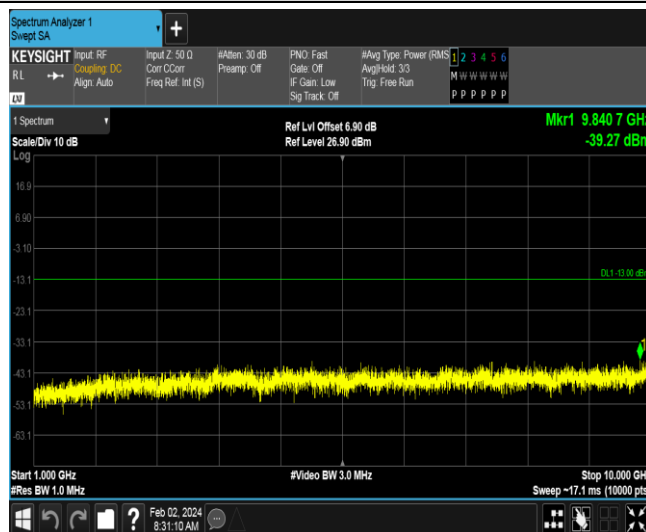 Spectrum Analyzer 1
Swept SA
+
KEYSIGHT
RL
LXI
Input: RF
Coupling: DC
Align: Auto
Input Z: 50 Ω
Corr CCorr
Freq Ref: Int (S)
#Atten: 30 dB
Preamp: Off
PNO: Fast
Gate: Off
IF Gain: Low
Sig Track: Off
#Avg Type: Power (RMS
Avg|Hold: 3/3
Trig: Free Run
1 2 3 4 5 6
M W W W W W
P P P P P P
1 Spectrum
Scale/Div 10 dB
Ref Lvl Offset 6.90 dB
Ref Level 26.90 dBm
Mkr1 9.840 7 GHz
-39.27 dBm
Log
16.9
6.90
-3.10
DL1 -13.00 dBm
-13.1
-23.1
-33.1
1
-43.1
-53.1
-63.1
Start 1.000 GHz
#Video BW 3.0 MHz
Stop 10.000 GHz
#Res BW 1.0 MHz
Sweep ~17.1 ms (10000 pts
?
Feb 02, 2024
8:31:10 AM